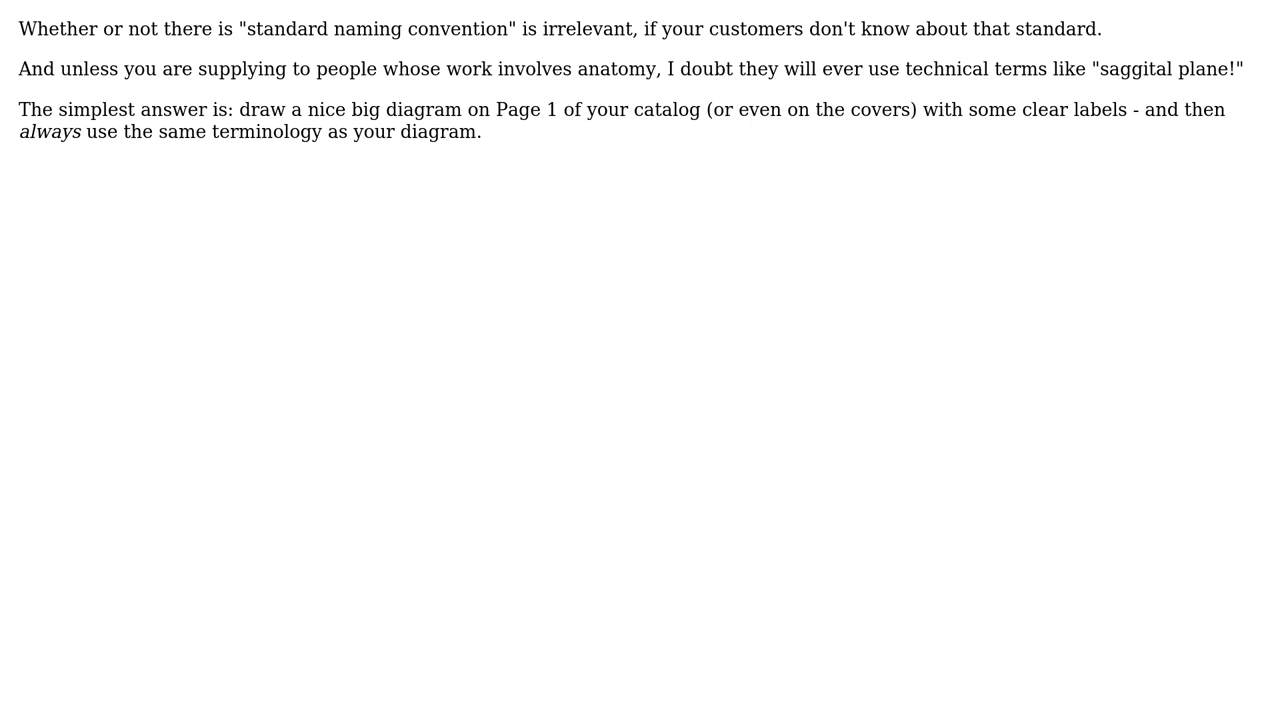 Whether or not there is "standard naming convention" is irrelevant, if your customers don't know about that standard.
And unless you are supplying to people whose work involves anatomy, I doubt they will ever use technical terms like "saggital plane!"
The simplest answer is: draw a nice big diagram on Page 1 of your catalog (or even on the covers) with some clear labels - and then
always use the same terminology as your diagram.